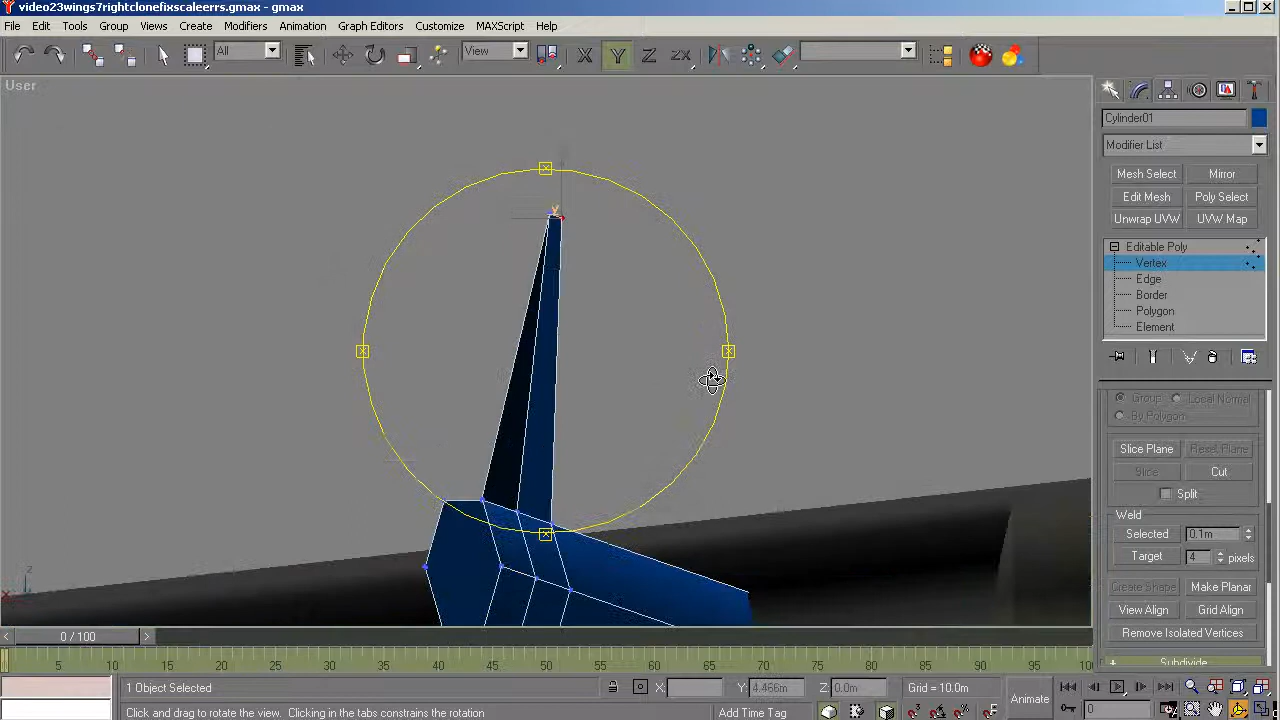 video23wings7rightclonefixscaleerrs.gmax - gmax
File Edit Tools Group Views Create Modifiers Animation Graph Editors Customize MAXScript Help
All View X Y Z ZX
User
Cylinder01
Modifier List
Mesh Select Mirror
Edit Mesh Poly Select
Unwrap UVW UVW Map
Editable Poly
Vertex
Edge
Border
Polygon
Element
Group Local Normal
By Polygon
Slice Plane Reset Plane
Slice Cut
Split
Weld
Selected 0.1m
Target 4 pixels
Create Shape Make Planar
View Align Grid Align
Remove Isolated Vertices
Subdivide
z
x
Y
0 / 100
5 10 15 20 25 30 35 40 45 50 55 60 65 70 75 80 85 90 95
1 Object Selected X: Y: 4.466m Z: 0.0m Grid = 10.0m Animate
Click and drag to rotate the view. Clicking in the tabs constrains the rotation Add Time Tag 0